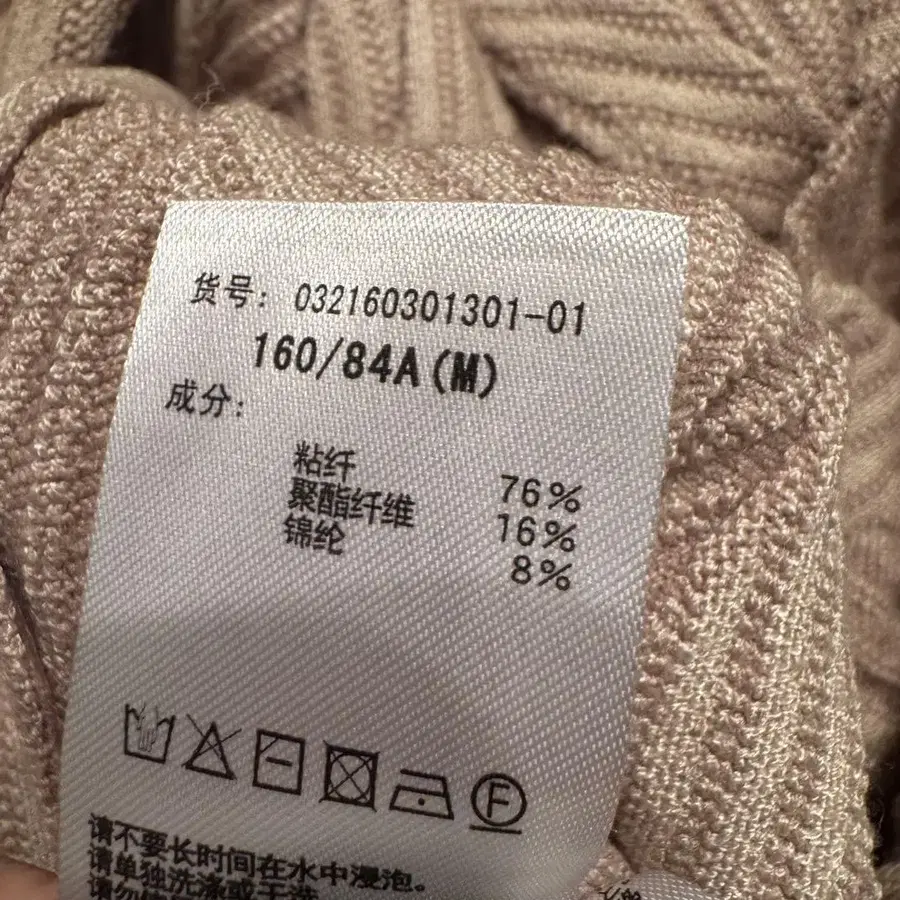 货号: 032160301301-01
160/84A(M)
成分:
粘纤 76%
聚酯纤维 16%
锦纶 8%
F
请不要长时间在水中浸泡。
请单独洗涤或干洗
请勿